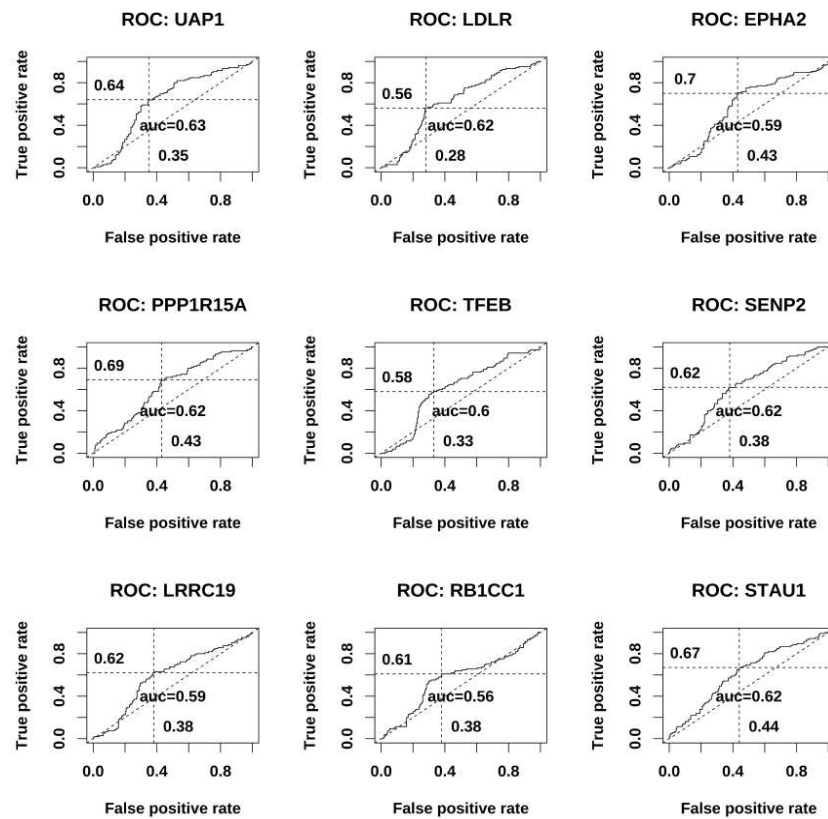 ROC: UAP1
True positive rate
0.0 0.4 0.8
0.64
auc=0.63
0.35
0.0 0.4 0.8
False positive rate
ROC: LDLR
True positive rate
0.0 0.4 0.8
0.56
auc=0.62
0.28
0.0 0.4 0.8
False positive rate
ROC: EPHA2
True positive rate
0.0 0.4 0.8
0.7
auc=0.59
0.43
0.0 0.4 0.8
False positive rate
ROC: PPP1R15A
True positive rate
0.0 0.4 0.8
0.69
auc=0.62
0.43
0.0 0.4 0.8
False positive rate
ROC: TFEB
True positive rate
0.0 0.4 0.8
0.58
auc=0.6
0.33
0.0 0.4 0.8
False positive rate
ROC: SENP2
True positive rate
0.0 0.4 0.8
0.62
auc=0.62
0.38
0.0 0.4 0.8
False positive rate
ROC: LRRC19
True positive rate
0.0 0.4 0.8
0.62
auc=0.59
0.38
0.0 0.4 0.8
False positive rate
ROC: RB1CC1
True positive rate
0.0 0.4 0.8
0.61
auc=0.56
0.38
0.0 0.4 0.8
False positive rate
ROC: STAU1
True positive rate
0.0 0.4 0.8
0.67
auc=0.62
0.44
0.0 0.4 0.8
False positive rate